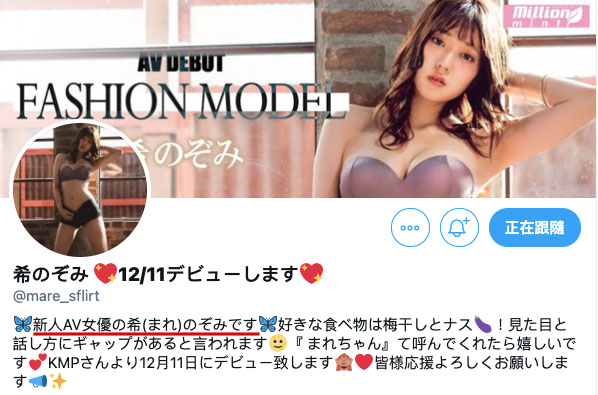 Million
mint
AV DEBUT
FASHION MODEL
希のぞみ
正在跟隨
希のぞみ 💖12/11デビューします💖
@mare_sflirt
🦋新人AV女優の希(まれ)のぞみです🦋好きな食べ物は梅干しとナス🍆！見た目と
話し方にギャップがあると言われます🙂『 まれちゃん』て呼んでくれたら嬉しいで
す💕KMPさんより12月11日にデビュー致します🙈❤️皆様応援よろしくお願いしま
す📣✨